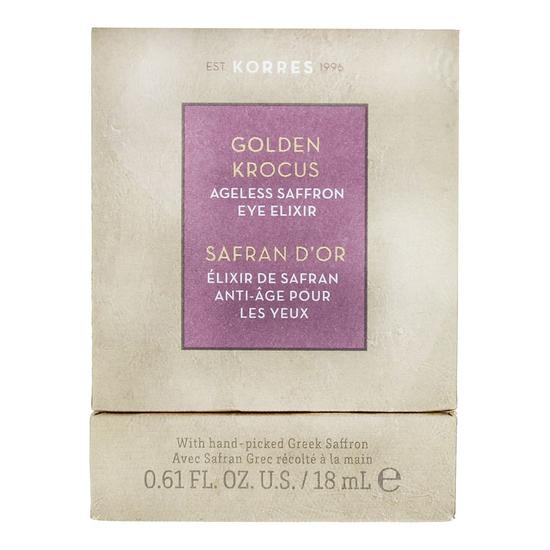 EST. KORRES 1996
GOLDEN
KROCUS
AGELESS SAFFRON
EYE ELIXIR
SAFRAN D'OR
ÉLIXIR DE SAFRAN
ANTI-ÂGE POUR
LES YEUX
With hand-picked Greek Saffron
Avec Safran Grec récolté à la main
0.61 FL. OZ. U.S. / 18 mL ℮